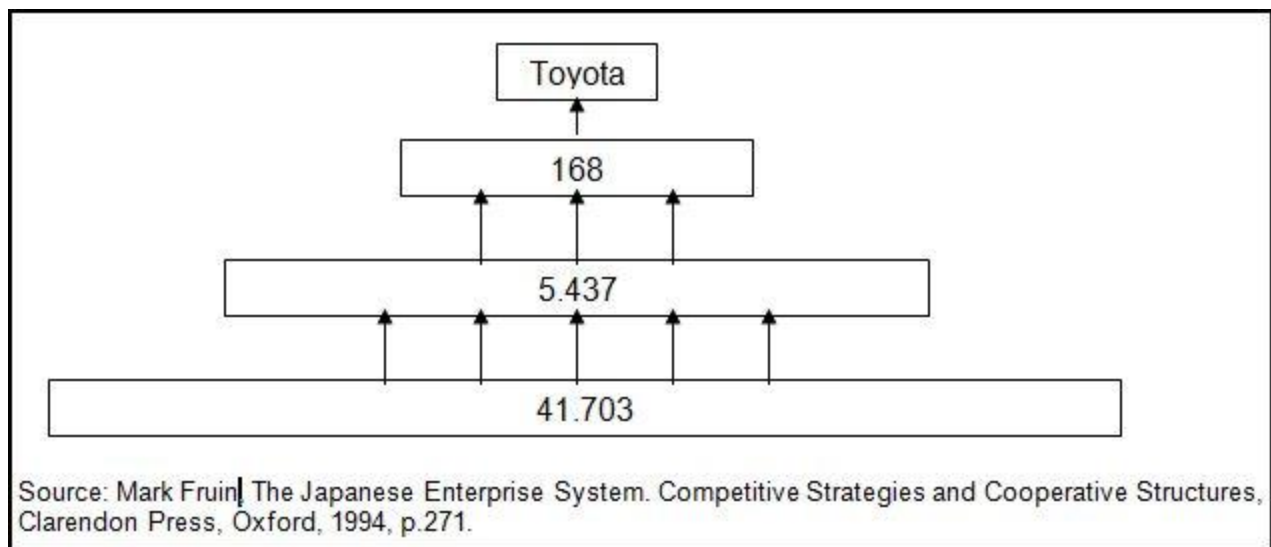 Toyota
168
5.437
41.703
Source: Mark Fruin, The Japanese Enterprise System. Competitive Strategies and Cooperative Structures,
Clarendon Press, Oxford, 1994, p.271.